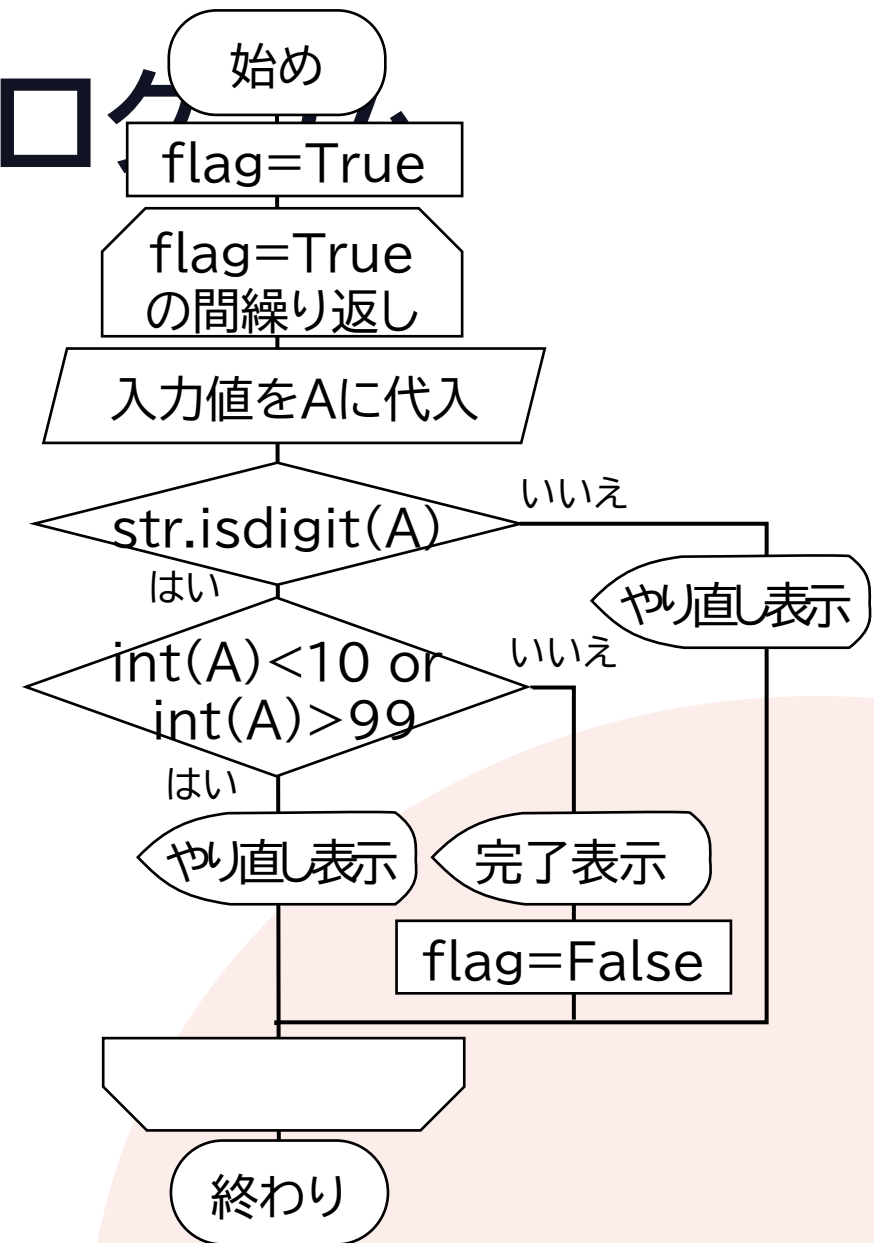 始め
ログ
flag=True
flag=True
の間繰り返し
入力値をAに代入
str.isdigit(A)
いいえ
はい
やり直し表示
int(A)<10 or
int(A)>99
いいえ
はい
やり直し表示
完了表示
flag=False
終わり